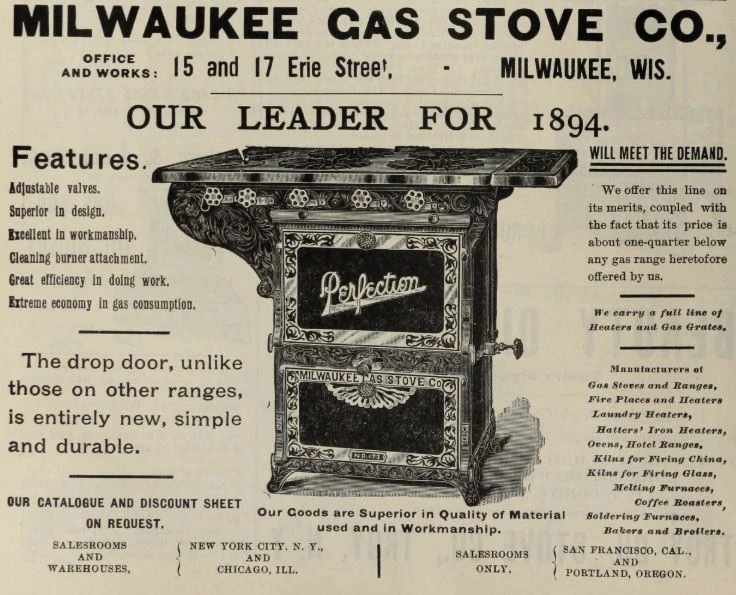 MILWAUKEE GAS STOVE CO.,
OFFICE
AND WORKS: 15 and 17 Erie Street, - MILWAUKEE, WIS.
OUR LEADER FOR 1894.
Features.
Adjustable valves.
Superior in design.
Excellent in workmanship.
Cleaning burner attachment.
Great efficiency in doing work.
Extreme economy in gas consumption.
The drop door, unlike
those on other ranges,
is entirely new, simple
and durable.
OUR CATALOGUE AND DISCOUNT SHEET
ON REQUEST.
Perfection
MILWAUKEE GAS STOVE Co
NO. 172
Our Goods are Superior in Quality of Material
used and in Workmanship.
WILL MEET THE DEMAND.
We offer this line on
its merits, coupled with
the fact that its price is
about one-quarter below
any gas range heretofore
offered by us.
We carry a full line of
Heaters and Gas Grates.
Manufacturers of
Gas Stoves and Ranges,
Fire Places and Heaters
Laundry Heaters,
Hatters' Iron Heaters,
Ovens, Hotel Ranges.
Kilns for Firing China,
Kilns for Firing Glass,
Melting Furnaces,
Coffee Roasters,
Soldering Furnaces,
Bakers and Broilers.
SALESROOMS
AND
WAREHOUSES,
NEW YORK CITY, N. Y.,
AND
CHICAGO, ILL.
SALESROOMS
ONLY,
SAN FRANCISCO, CAL.,
AND
PORTLAND, OREGON.